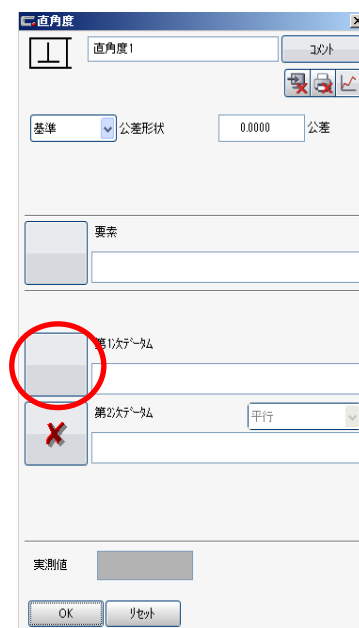 直角度
直角度1
ｺﾒﾝﾄ
基準
公差形状
0.0000
公差
要素
第1次ﾃﾞｰﾀﾑ
第2次ﾃﾞｰﾀﾑ
平行
実測値
OK
ﾘｾｯﾄ